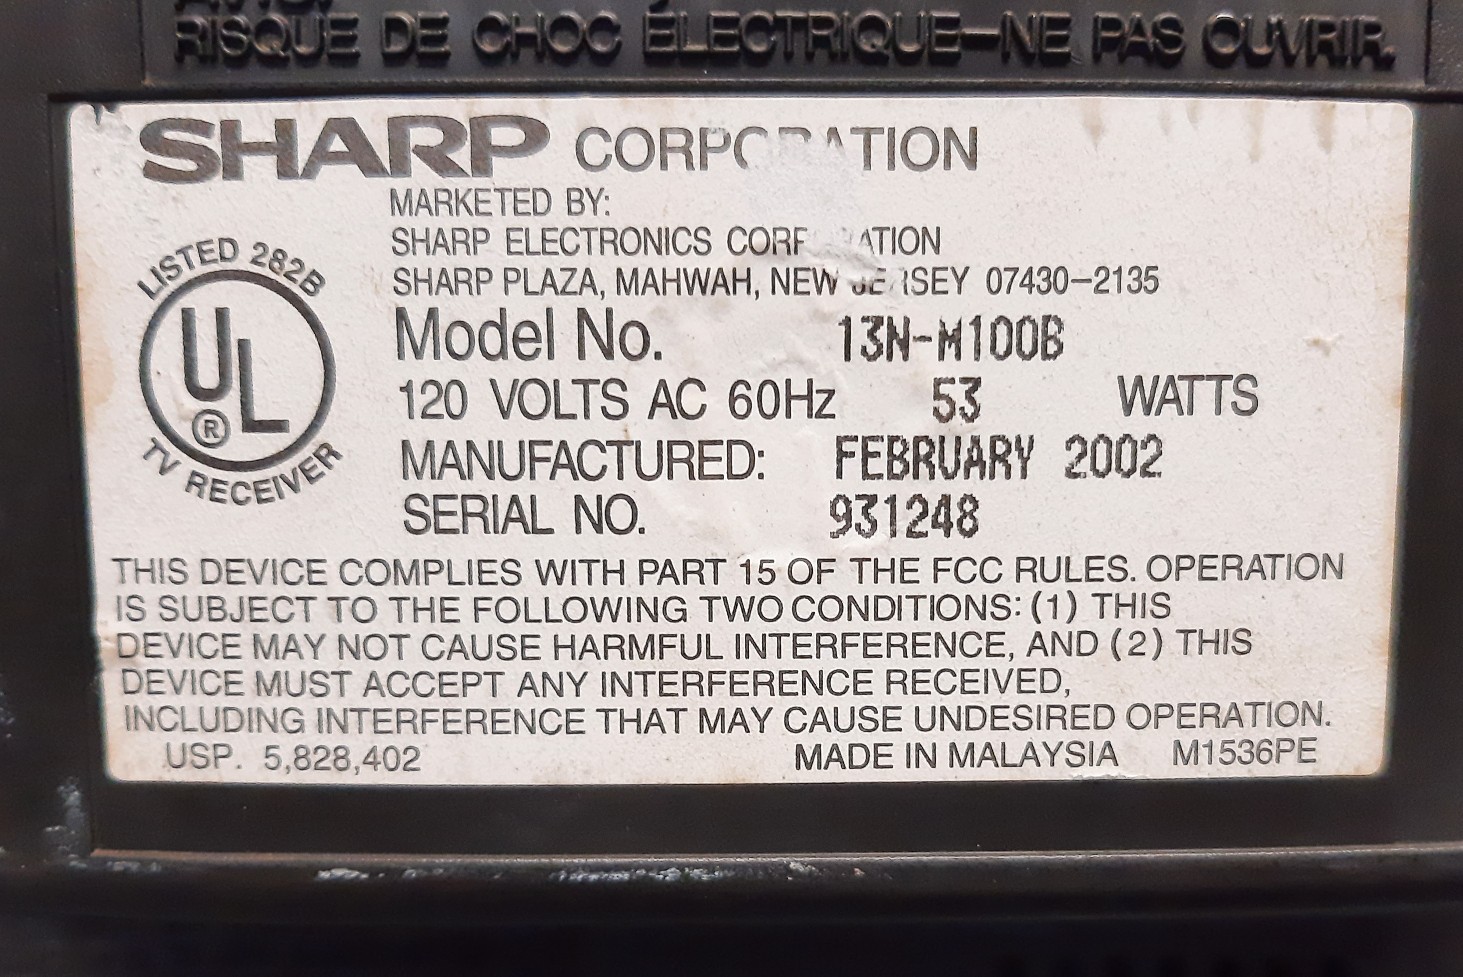 RISQUE DE CHOC ÉLECTRIQUE—NE PAS OUVRIR.
SHARP CORPORATION
MARKETED BY:
SHARP ELECTRONICS CORPORATION
SHARP PLAZA, MAHWAH, NEW JERSEY 07430-2135
LISTED 282B
UL
®
TV RECEIVER
Model No. 13N-M100B
120 VOLTS AC 60Hz 53 WATTS
MANUFACTURED: FEBRUARY 2002
SERIAL NO. 931248
THIS DEVICE COMPLIES WITH PART 15 OF THE FCC RULES. OPERATION
IS SUBJECT TO THE FOLLOWING TWO CONDITIONS: (1) THIS
DEVICE MAY NOT CAUSE HARMFUL INTERFERENCE, AND (2) THIS
DEVICE MUST ACCEPT ANY INTERFERENCE RECEIVED,
INCLUDING INTERFERENCE THAT MAY CAUSE UNDESIRED OPERATION.
USP. 5,828,402 MADE IN MALAYSIA M1536PE